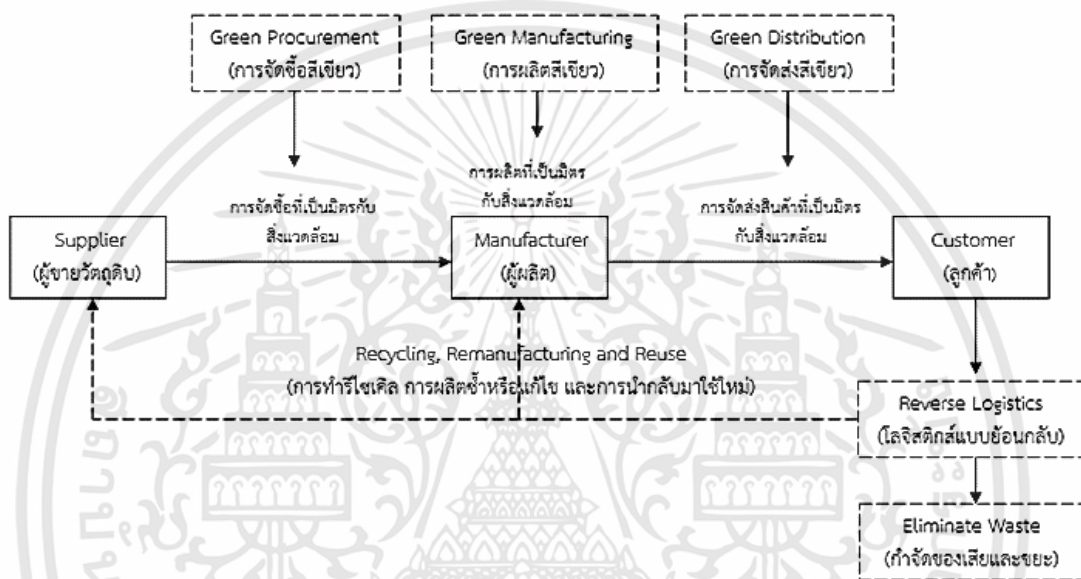 Green Procurement
(การจัดซื้อสีเขียว)
Green Manufacturing
(การผลิตสีเขียว)
Green Distribution
(การจัดส่งสีเขียว)
การจัดซื้อที่เป็นมิตรกับ
สิ่งแวดล้อม
การผลิตที่เป็นมิตร
กับสิ่งแวดล้อม
การจัดส่งสินค้าที่เป็นมิตร
กับสิ่งแวดล้อม
Supplier
(ผู้ขายวัตถุดิบ)
Manufacturer
(ผู้ผลิต)
Customer
(ลูกค้า)
Recycling, Remanufacturing and Reuse
(การทำรีไซเคิล การผลิตซ้ำหรือแก้ไข และการนำกลับมาใช้ใหม่)
Reverse Logistics
(โลจิสติกส์แบบย้อนกลับ)
Eliminate Waste
(กำจัดของเสียและขยะ)